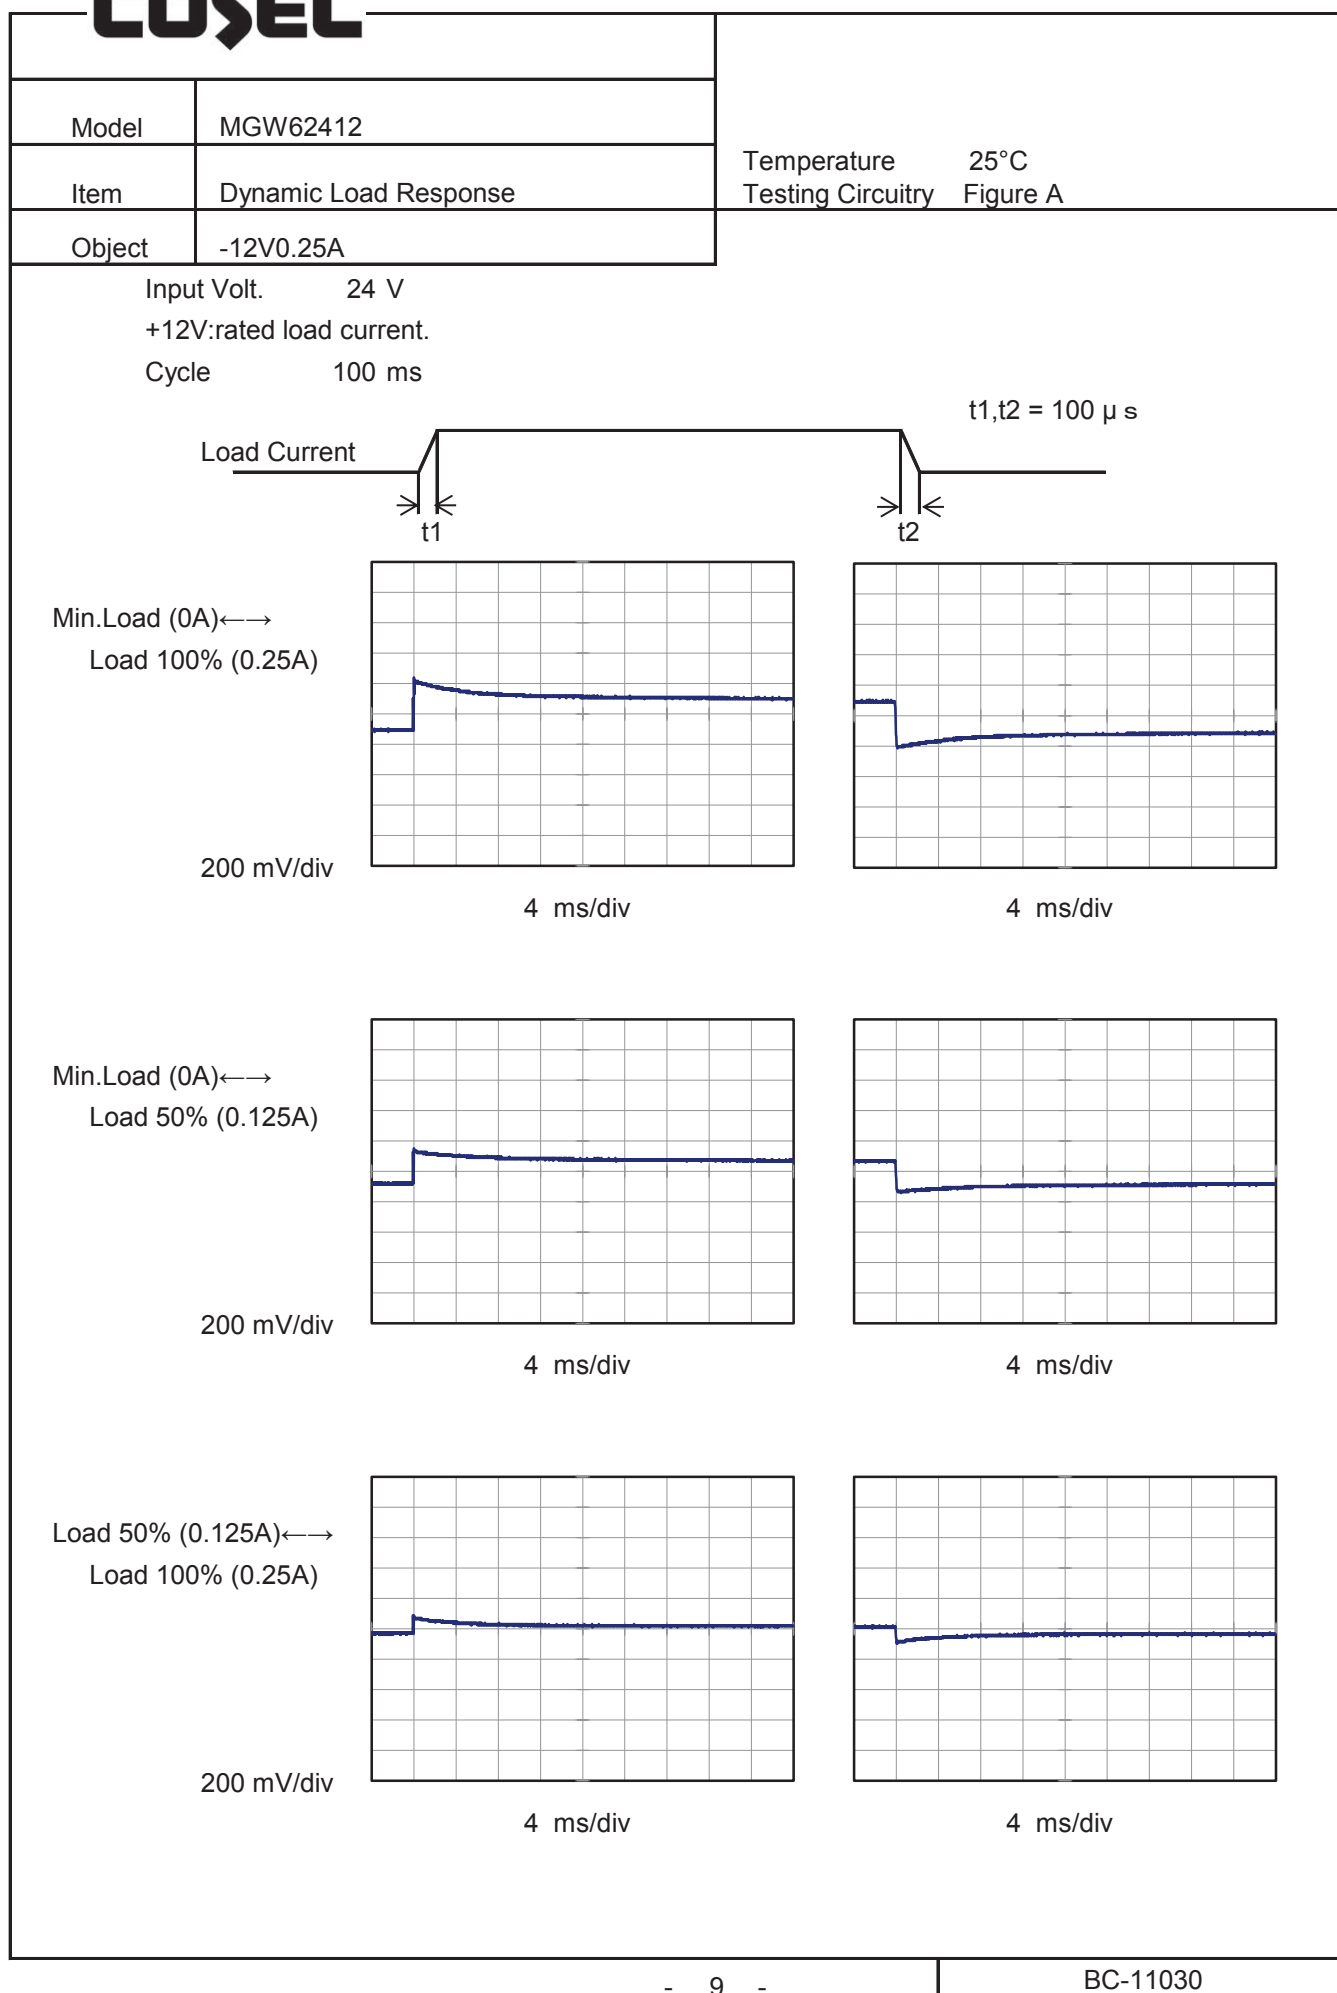 COSEL
Model MGW62412
Item Dynamic Load Response
Object -12V0.25A
Temperature 25°C
Testing Circuitry Figure A
Input Volt. 24 V
+12V:rated load current.
Cycle 100 ms
t1,t2 = 100 μ s
Load Current
t1 t2
Min.Load (0A)←→
Load 100% (0.25A)
200 mV/div
4 ms/div 4 ms/div
Min.Load (0A)←→
Load 50% (0.125A)
200 mV/div
4 ms/div 4 ms/div
Load 50% (0.125A)←→
Load 100% (0.25A)
200 mV/div
4 ms/div 4 ms/div
- 9 -
BC-11030